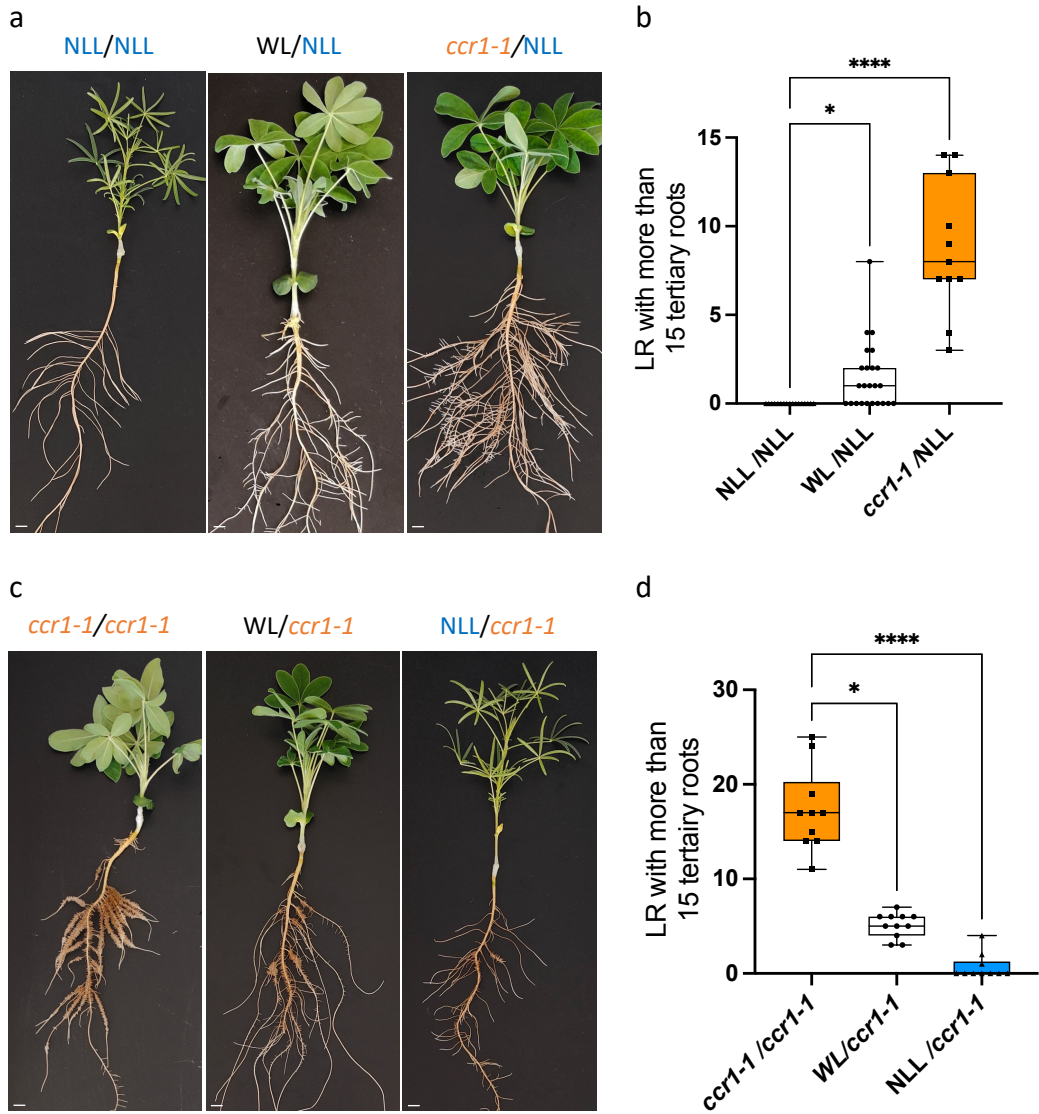 a
NLL/NLL
WL/NLL
ccr1-1/NLL
b
****
*
LR with more than
15 tertiary roots
15
10
5
0
NLL /NLL
WL /NLL
ccr1-1 /NLL
c
ccr1-1/ccr1-1
WL/ccr1-1
NLL/ccr1-1
d
****
*
LR with more than
15 tertairy roots
30
20
10
0
ccr1-1 /ccr1-1
WL/ccr1-1
NLL /ccr1-1